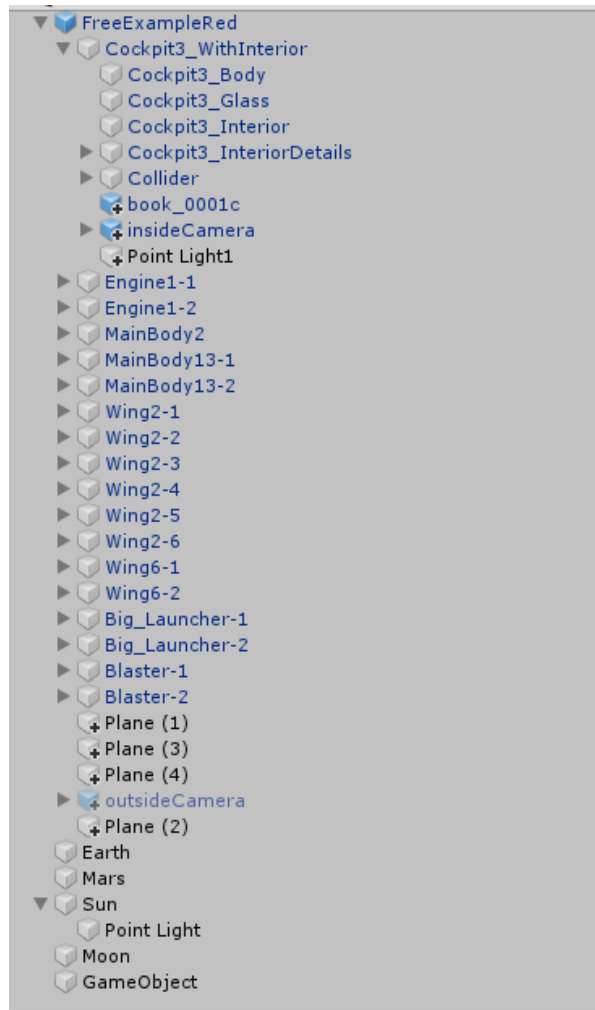 FreeExampleRed
Cockpit3_WithInterior
Cockpit3_Body
Cockpit3_Glass
Cockpit3_Interior
Cockpit3_InteriorDetails
Collider
book_0001c
insideCamera
Point Light1
Engine1-1
Engine1-2
MainBody2
MainBody13-1
MainBody13-2
Wing2-1
Wing2-2
Wing2-3
Wing2-4
Wing2-5
Wing2-6
Wing6-1
Wing6-2
Big_Launcher-1
Big_Launcher-2
Blaster-1
Blaster-2
Plane (1)
Plane (3)
Plane (4)
outsideCamera
Plane (2)
Earth
Mars
Sun
Point Light
Moon
GameObject